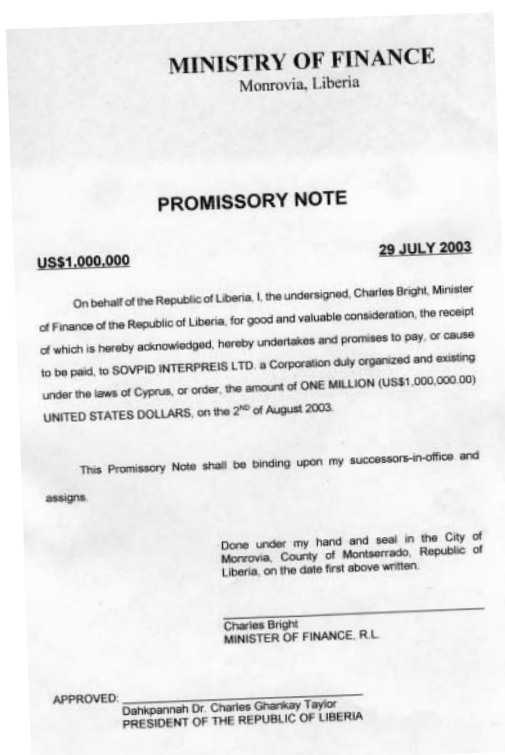 MINISTRY OF FINANCE
Monrovia, Liberia
PROMISSORY NOTE
US$1,000,000
29 JULY 2003
On behalf of the Republic of Liberia, I, the undersigned, Charles Bright, Minister
of Finance of the Republic of Liberia, for good and valuable consideration, the receipt
of which is hereby acknowledged, hereby undertakes and promises to pay, or cause
to be paid, to SOVPID INTERPREIS LTD. a Corporation duly organized and existing
under the laws of Cyprus, or order, the amount of ONE MILLION (US$1,000,000.00)
UNITED STATES DOLLARS, on the 2ND of August 2003.
This Promissory Note shall be binding upon my successors-in-office and
assigns.
Done under my hand and seal in the City of
Monrovia, County of Montserrado, Republic of
Liberia, on the date first above written.
Charles Bright
MINISTER OF FINANCE, R.L.
APPROVED:
Dahkpannah Dr. Charles Ghankay Taylor
PRESIDENT OF THE REPUBLIC OF LIBERIA